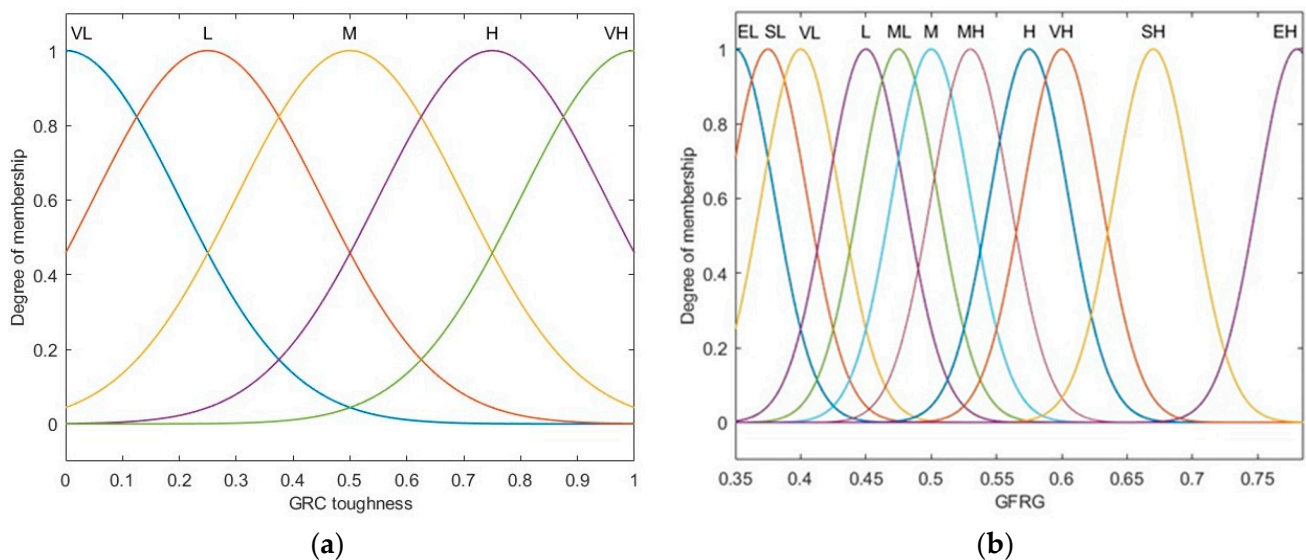 VL L M H VH
1
0.8
0.6
0.4
0.2
0
Degree of membership
0 0.1 0.2 0.3 0.4 0.5 0.6 0.7 0.8 0.9 1
GRC toughness
(a)
EL SL VL L ML M MH H VH SH EH
1
0.8
0.6
0.4
0.2
0
Degree of membership
0.35 0.4 0.45 0.5 0.55 0.6 0.65 0.7 0.75
GFRG
(b)